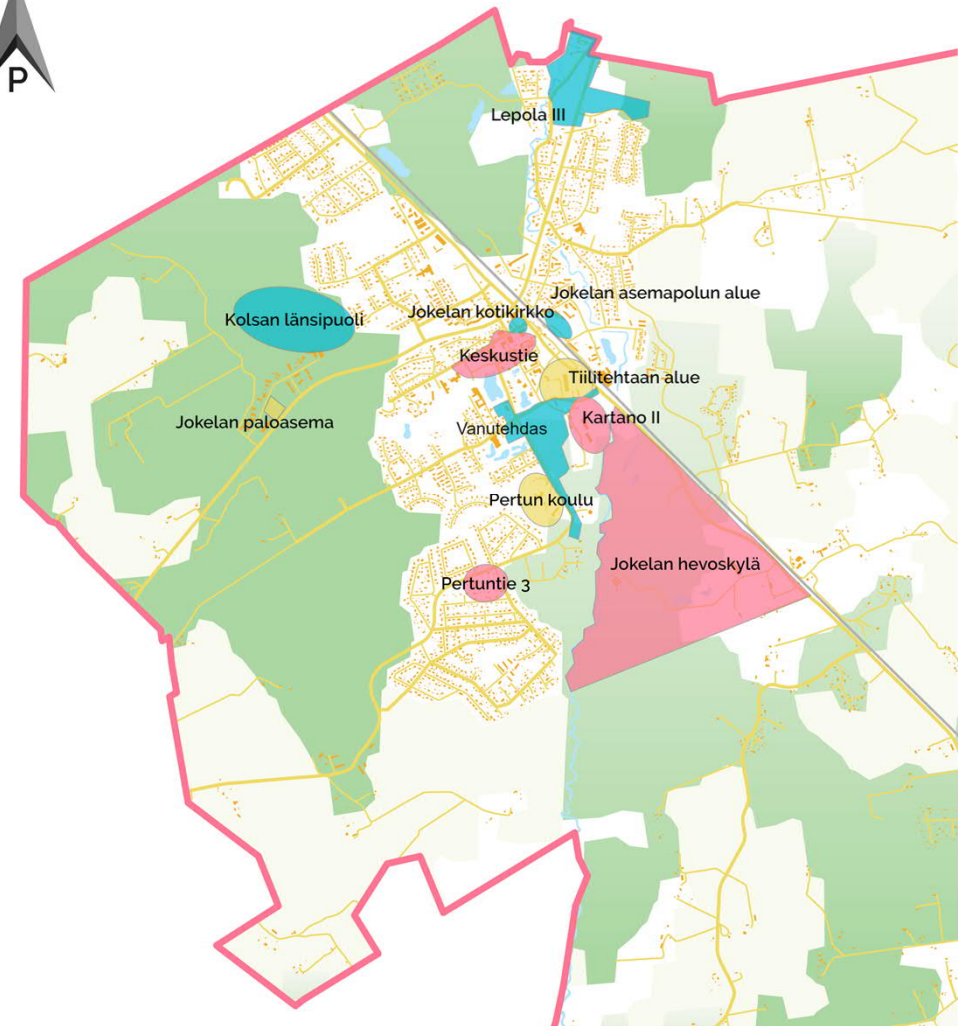 P
Lepola III
Jokelan asemapolun alue
Kolsan länsipuoli
Jokelan kotikirkko
Keskustie
Tiilitehtaan alue
Jokelan paloasema
Vanutehdas
Kartano II
Pertun koulu
Jokelan hevoskylä
Pertuntie 3